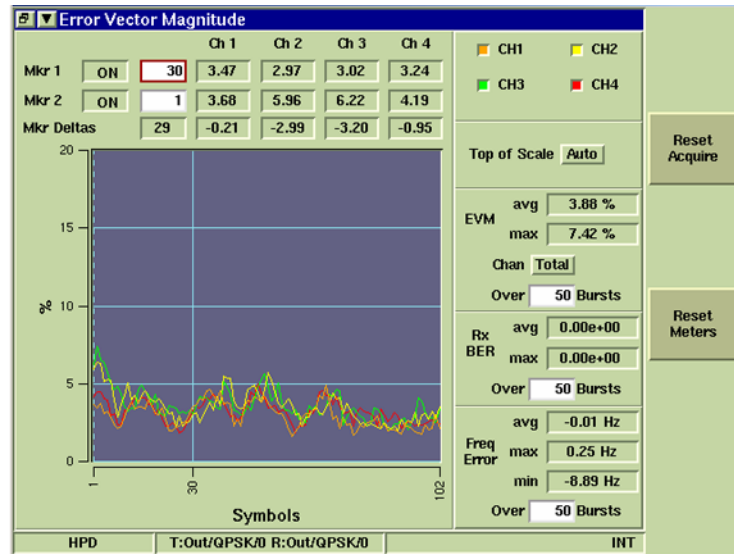 Error Vector Magnitude
Ch 1 Ch 2 Ch 3 Ch 4
Mkr 1 ON 30 3.47 2.97 3.02 3.24
Mkr 2 ON 1 3.68 5.96 6.22 4.19
Mkr Deltas 29 -0.21 -2.99 -3.20 -0.95
20
15
10
5
0
%
1 30 102
Symbols
CH1 CH2
CH3 CH4
Top of Scale Auto
EVM
avg 3.88 %
max 7.42 %
Chan Total
Over 50 Bursts
Rx BER
avg 0.00e+00
max 0.00e+00
Over 50 Bursts
Freq Error
avg -0.01 Hz
max 0.25 Hz
min -8.89 Hz
Over 50 Bursts
Reset
Acquire
Reset
Meters
HPD T:Out/QPSK/0 R:Out/QPSK/0 INT